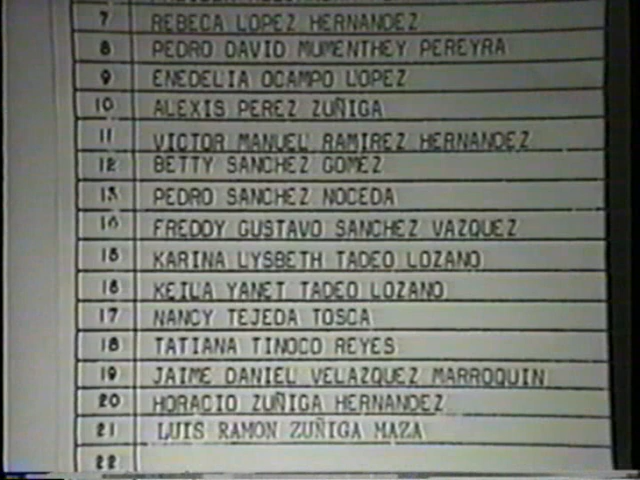 7 REBECA LOPEZ HERNANDEZ
8 PEDRO DAVID MUMENTHEY PEREYRA
9 ENEDELIA OCAMPO LOPEZ
10 ALEXIS PEREZ ZUÑIGA
11 VICTOR MANUEL RAMIREZ HERNANDEZ
12 BETTY SANCHEZ GOMEZ
13 PEDRO SANCHEZ NOCEDA
14 FREDDY GUSTAVO SANCHEZ VAZQUEZ
15 KARINA LYSBETH TADEO LOZANO
16 KEILA YANET TADEO LOZANO
17 NANCY TEJEDA TOSCA
18 TATIANA TINOCO REYES
19 JAIME DANIEL VELAZQUEZ MARROQUIN
20 HORACIO ZUÑIGA HERNANDEZ
21 LUIS RAMON ZUÑIGA MAZA
22